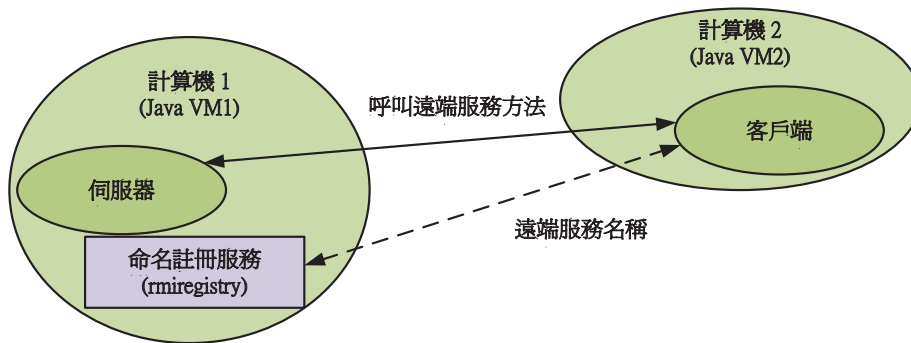 計算機 1
(Java VM1)
伺服器
命名註冊服務
(rmiregistry)
呼叫遠端服務方法
遠端服務名稱
計算機 2
(Java VM2)
客戶端